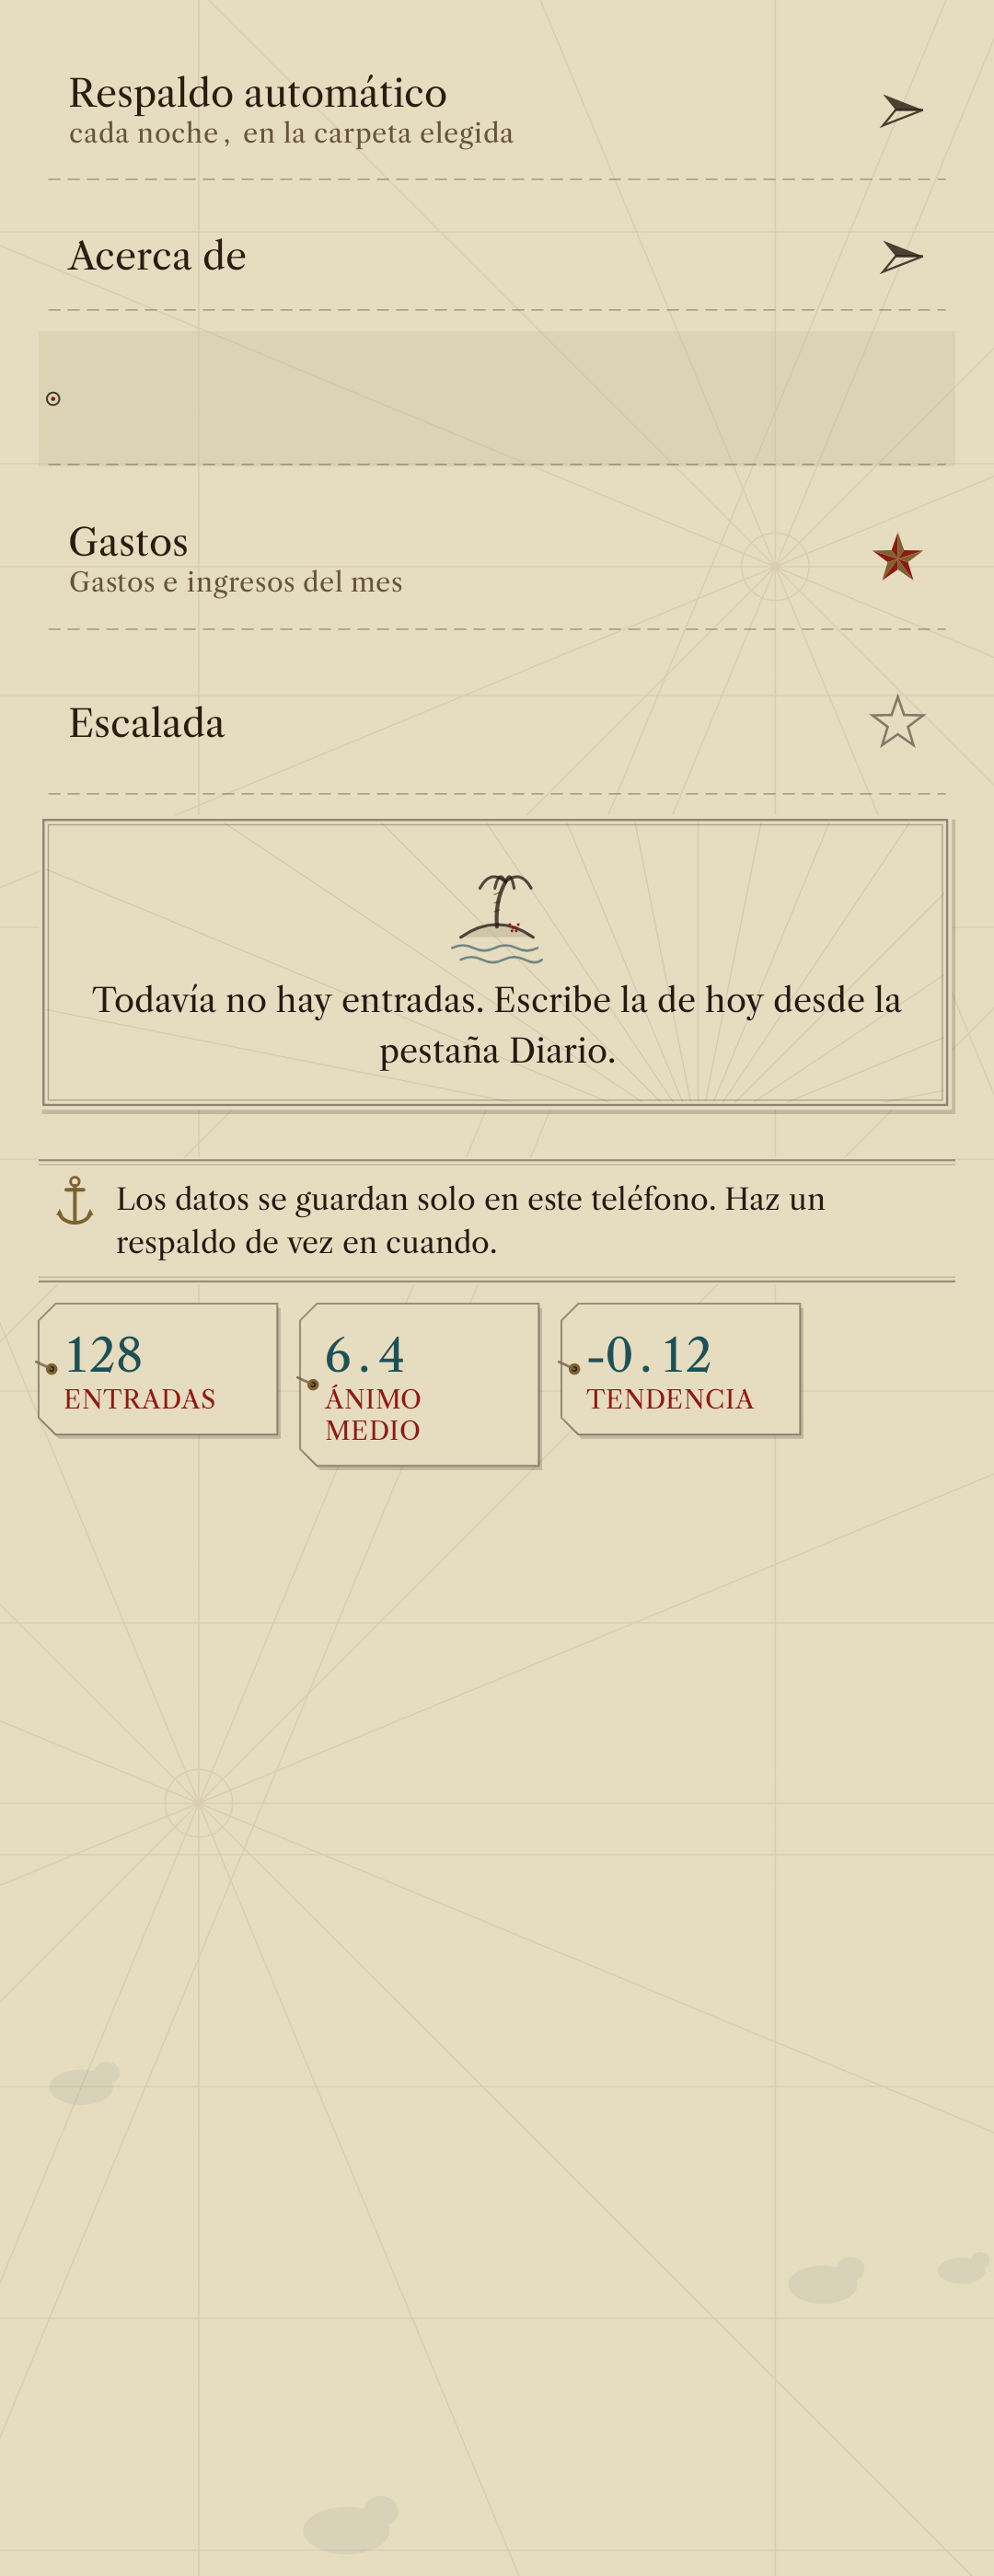 Respaldo automático
cada noche, en la carpeta elegida
Acerca de
Gastos
Gastos e ingresos del mes
Escalada
Todavía no hay entradas. Escribe la de hoy desde la
pestaña Diario.
Los datos se guardan solo en este teléfono. Haz un
respaldo de vez en cuando.
128
ENTRADAS
6.4
ÁNIMO
MEDIO
-0.12
TENDENCIA